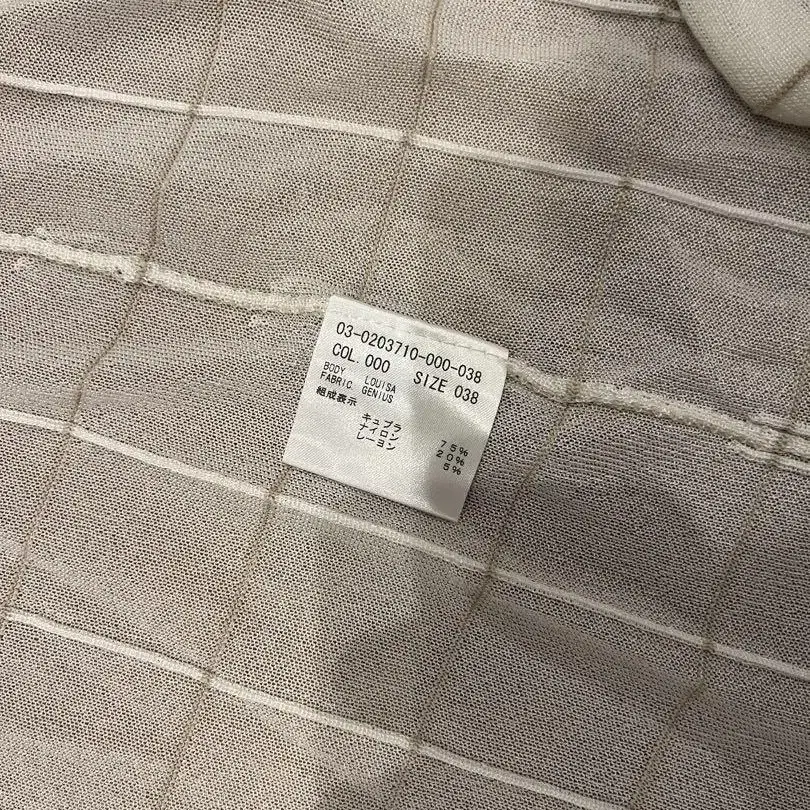 03-0203710-000-038
COL. 000 SIZE 038
BODY LOUISA
FABRIC GENIUS
組成表示
キュプラ 75%
ナイロン 20%
レーヨン 5%